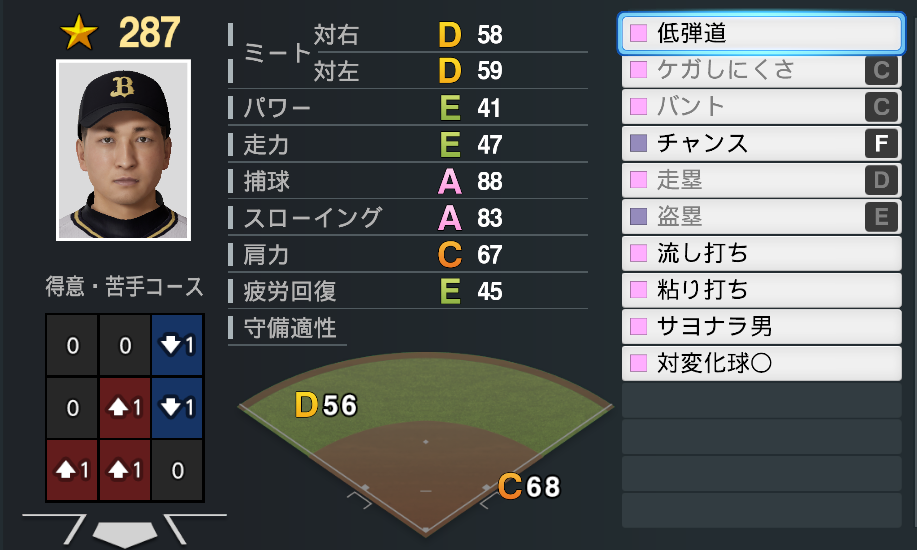 287
B
ミート 対右 D 58
対左 D 59
パワー E 41
走力 E 47
捕球 A 88
スローイング A 83
肩力 C 67
疲労回復 E 45
守備適性
D 56
C 68
得意・苦手コース
0 0 1
0 1 1
1 1 0
低弾道
ケガしにくさ C
バント C
チャンス F
走塁 D
盗塁 E
流し打ち
粘り打ち
サヨナラ男
対変化球〇